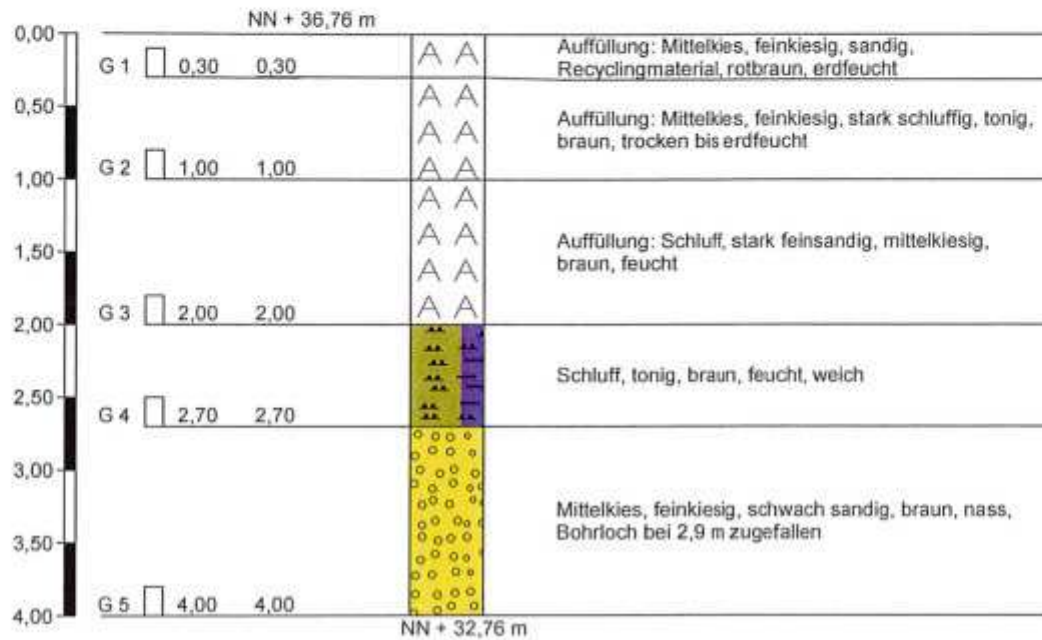 NN + 36,76 m
0,00
Auffüllung: Mittelkies, feinkiesig, sandig,
G 1 0,30 0,30
Recyclingmaterial, rotbraun, erdfeucht
0,50
Auffüllung: Mittelkies, feinkiesig, stark schluffig, tonig,
braun, trocken bis erdfeucht
G 2 1,00 1,00
1,00
A A
A A
A A
A A
A A
A A
A A
A A
Auffüllung: Schluff, stark feinsandig, mittelkiesig,
1,50
braun, feucht
G 3 2,00 2,00
2,00
Schluff, tonig, braun, feucht, weich
2,50
G 4 2,70 2,70
3,00
Mittelkies, feinkiesig, schwach sandig, braun, nass,
Bohrloch bei 2,9 m zugefallen
3,50
G 5 4,00 4,00
4,00
NN + 32,76 m